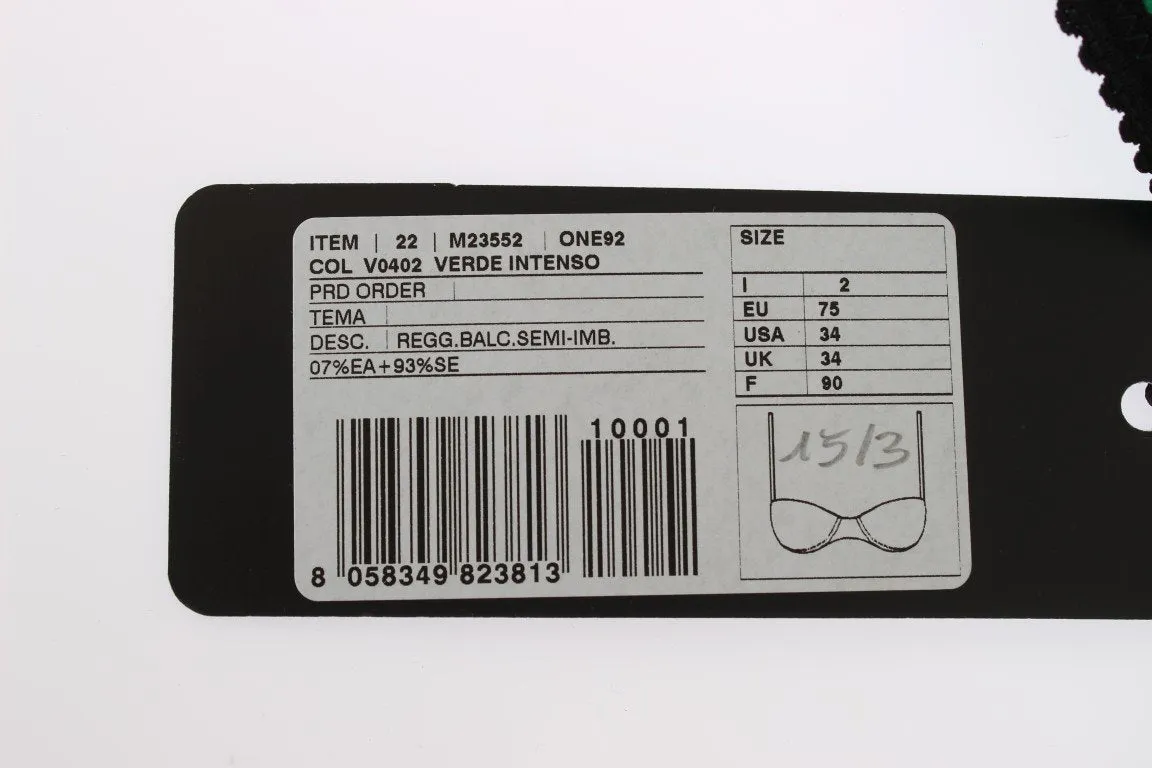 ITEM | 22 | M23552 | ONE92
COL V0402 VERDE INTENSO
PRD ORDER |
TEMA |
DESC. | REGG.BALC.SEMI-IMB.
07%EA+93%SE
10001
8 058349 823813
SIZE
I 2
EU 75
USA 34
UK 34
F 90
15/3